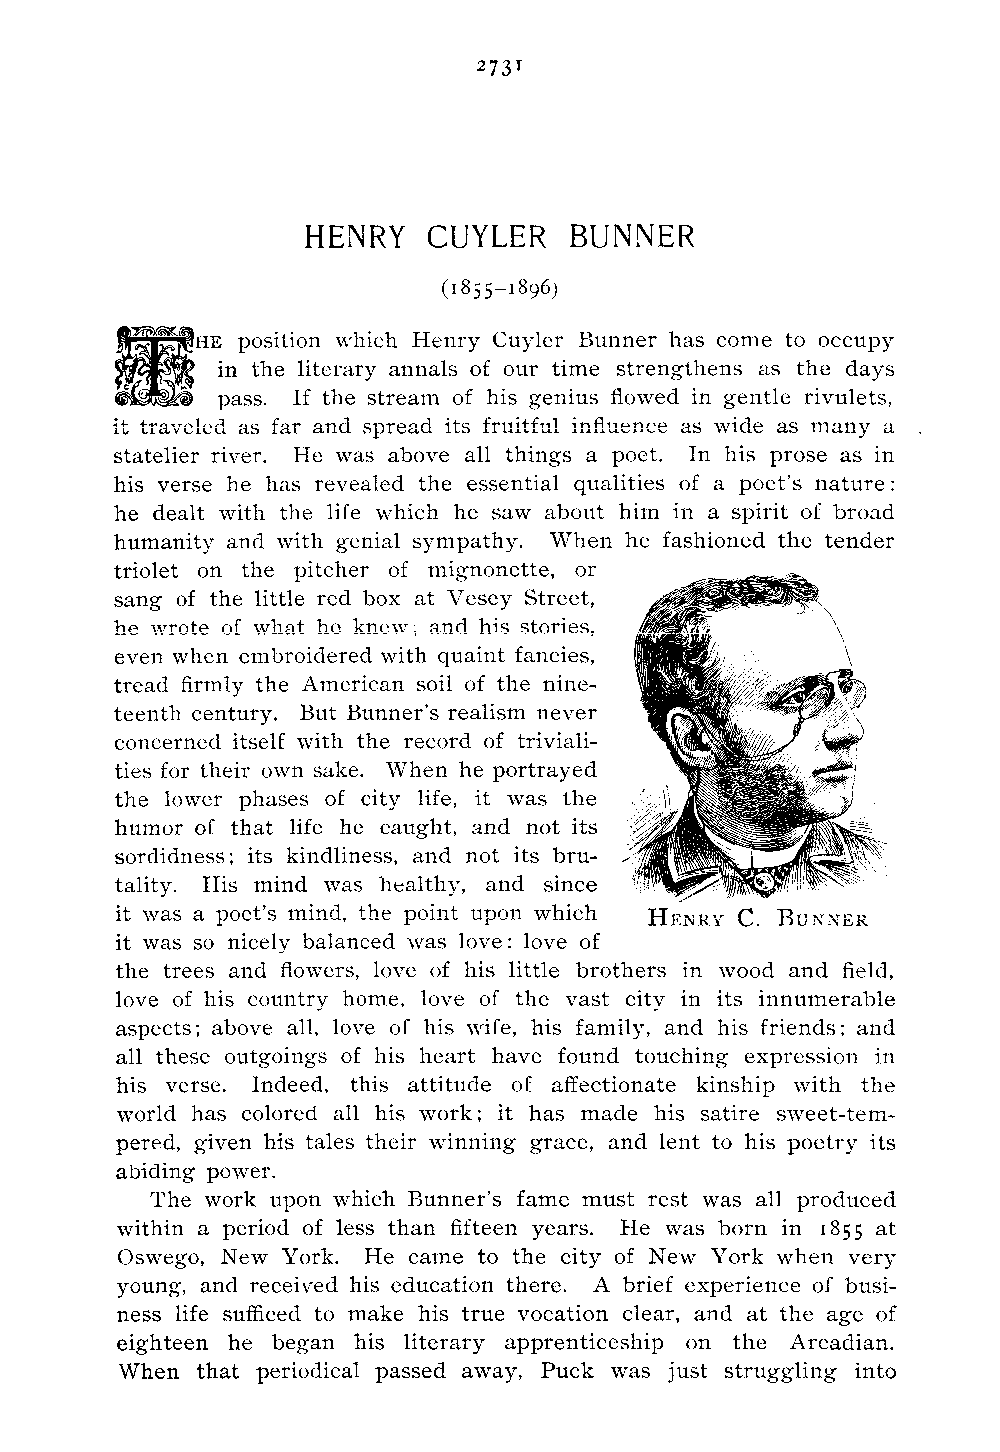 2731
HENRY CUYLER BUNNER
(1855–1896)
THE position which Henry Cuyler Bunner has come to occupy
in the literary annals of our time strengthens as the days
pass. If the stream of his genius flowed in gentle rivulets,
it traveled as far and spread its fruitful influence as wide as many a
statelier river. He was above all things a poet. In his prose as in
his verse he has revealed the essential qualities of a poet's nature:
he dealt with the life which he saw about him in a spirit of broad
humanity and with genial sympathy. When he fashioned the tender
triolet on the pitcher of mignonette, or
sang of the little red box at Vesey Street,
he wrote of what he knew; and his stories,
even when embroidered with quaint fancies,
tread firmly the American soil of the nine-
teenth century. But Bunner's realism never
concerned itself with the record of triviali-
ties for their own sake. When he portrayed
the lower phases of city life, it was the
humor of that life he caught, and not its
sordidness; its kindliness, and not its bru-
tality. His mind was healthy, and since
it was a poet's mind, the point upon which
it was so nicely balanced was love: love of
HENRY C. BUNNER
the trees and flowers, love of his little brothers in wood and field,
love of his country home, love of the vast city in its innumerable
aspects; above all, love of his wife, his family, and his friends; and
all these outgoings of his heart have found touching expression in
his verse. Indeed, this attitude of affectionate kinship with the
world has colored all his work; it has made his satire sweet-tem-
pered, given his tales their winning grace, and lent to his poetry its
abiding power.
The work upon which Bunner's fame must rest was all produced
within a period of less than fifteen years. He was born in 1855 at
Oswego, New York. He came to the city of New York when very
young, and received his education there. A brief experience of busi-
ness life sufficed to make his true vocation clear, and at the age of
eighteen he began his literary apprenticeship on the Arcadian.
When that periodical passed away, Puck was just struggling into